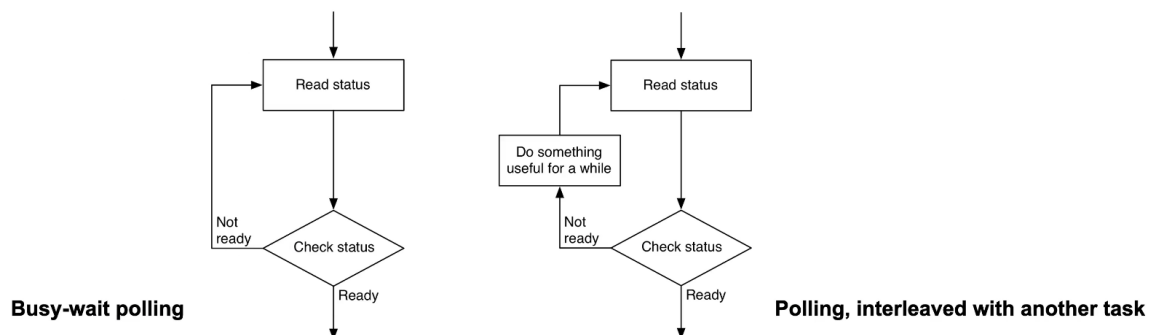 Read status
Not
ready
Check status
Ready
Busy-wait polling
Read status
Do something
useful for a while
Not
ready
Check status
Ready
Polling, interleaved with another task